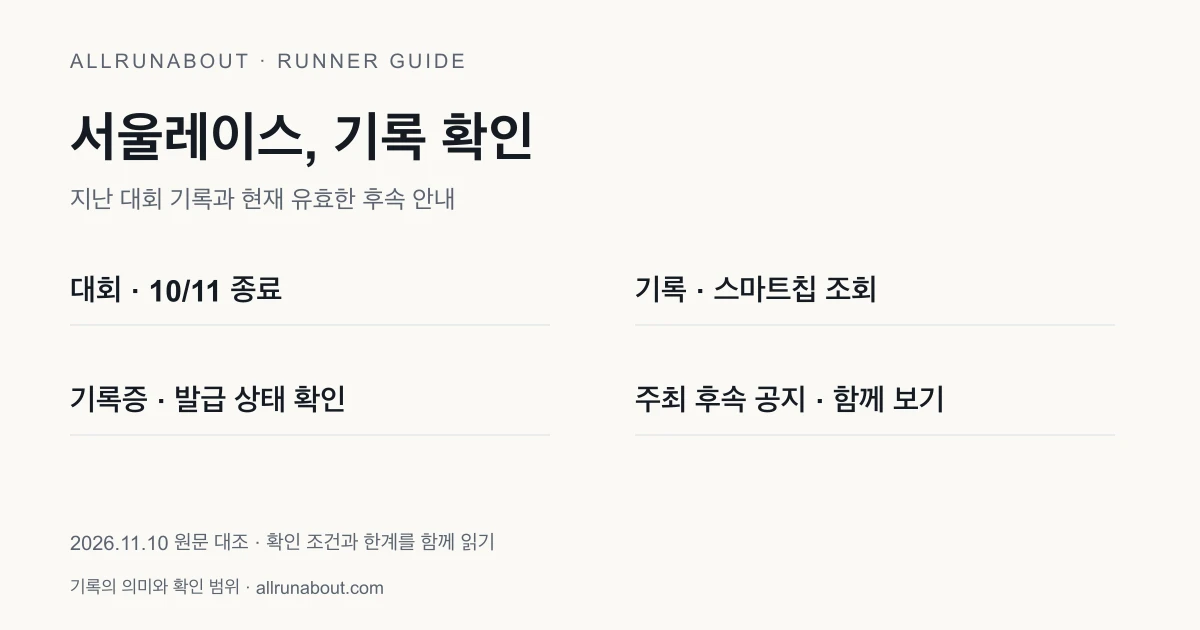 ALLRUNABOUT · RUNNER GUIDE
서울레이스, 기록 확인
지난 대회 기록과 현재 유효한 후속 안내
대회 · 10/11 종료
기록 · 스마트칩 조회
기록증 · 발급 상태 확인
주최 후속 공지 · 함께 보기
2026.11.10 원문 대조 · 확인 조건과 한계를 함께 읽기
기록의 의미와 확인 범위 · allrunabout.com